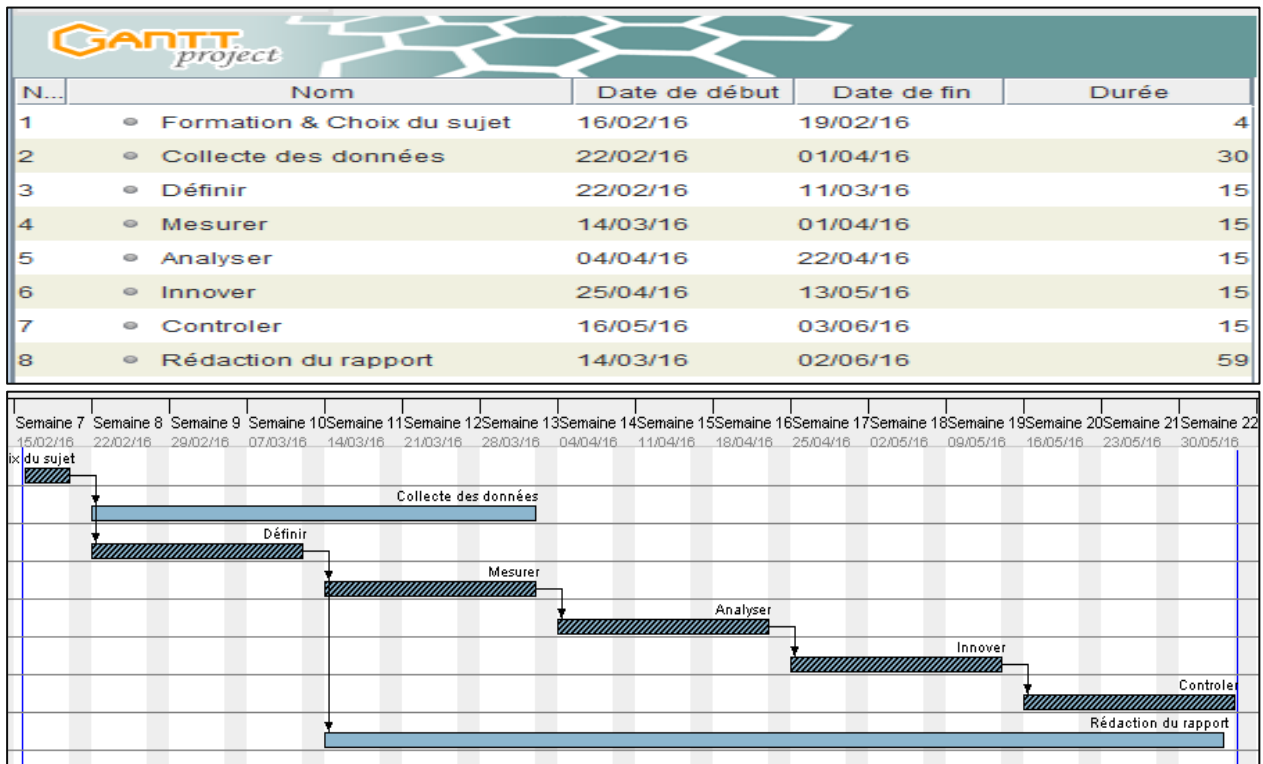 GANTT
project
N... Nom Date de début Date de fin Durée
1 Formation & Choix du sujet 16/02/16 19/02/16 4
2 Collecte des données 22/02/16 01/04/16 30
3 Définir 22/02/16 11/03/16 15
4 Mesurer 14/03/16 01/04/16 15
5 Analyser 04/04/16 22/04/16 15
6 Innover 25/04/16 13/05/16 15
7 Controler 16/05/16 03/06/16 15
8 Rédaction du rapport 14/03/16 02/06/16 59
Semaine 7 Semaine 8 Semaine 9 Semaine 10 Semaine 11 Semaine 12 Semaine 13 Semaine 14 Semaine 15 Semaine 16 Semaine 17 Semaine 18 Semaine 19 Semaine 20 Semaine 21 Semaine 22
15/02/16 22/02/16 29/02/16 07/03/16 14/03/16 21/03/16 28/03/16 04/04/16 11/04/16 18/04/16 25/04/16 02/05/16 09/05/16 16/05/16 23/05/16 30/05/16
ix du sujet
Collecte des données
Définir
Mesurer
Analyser
Innover
Controler
Rédaction du rapport